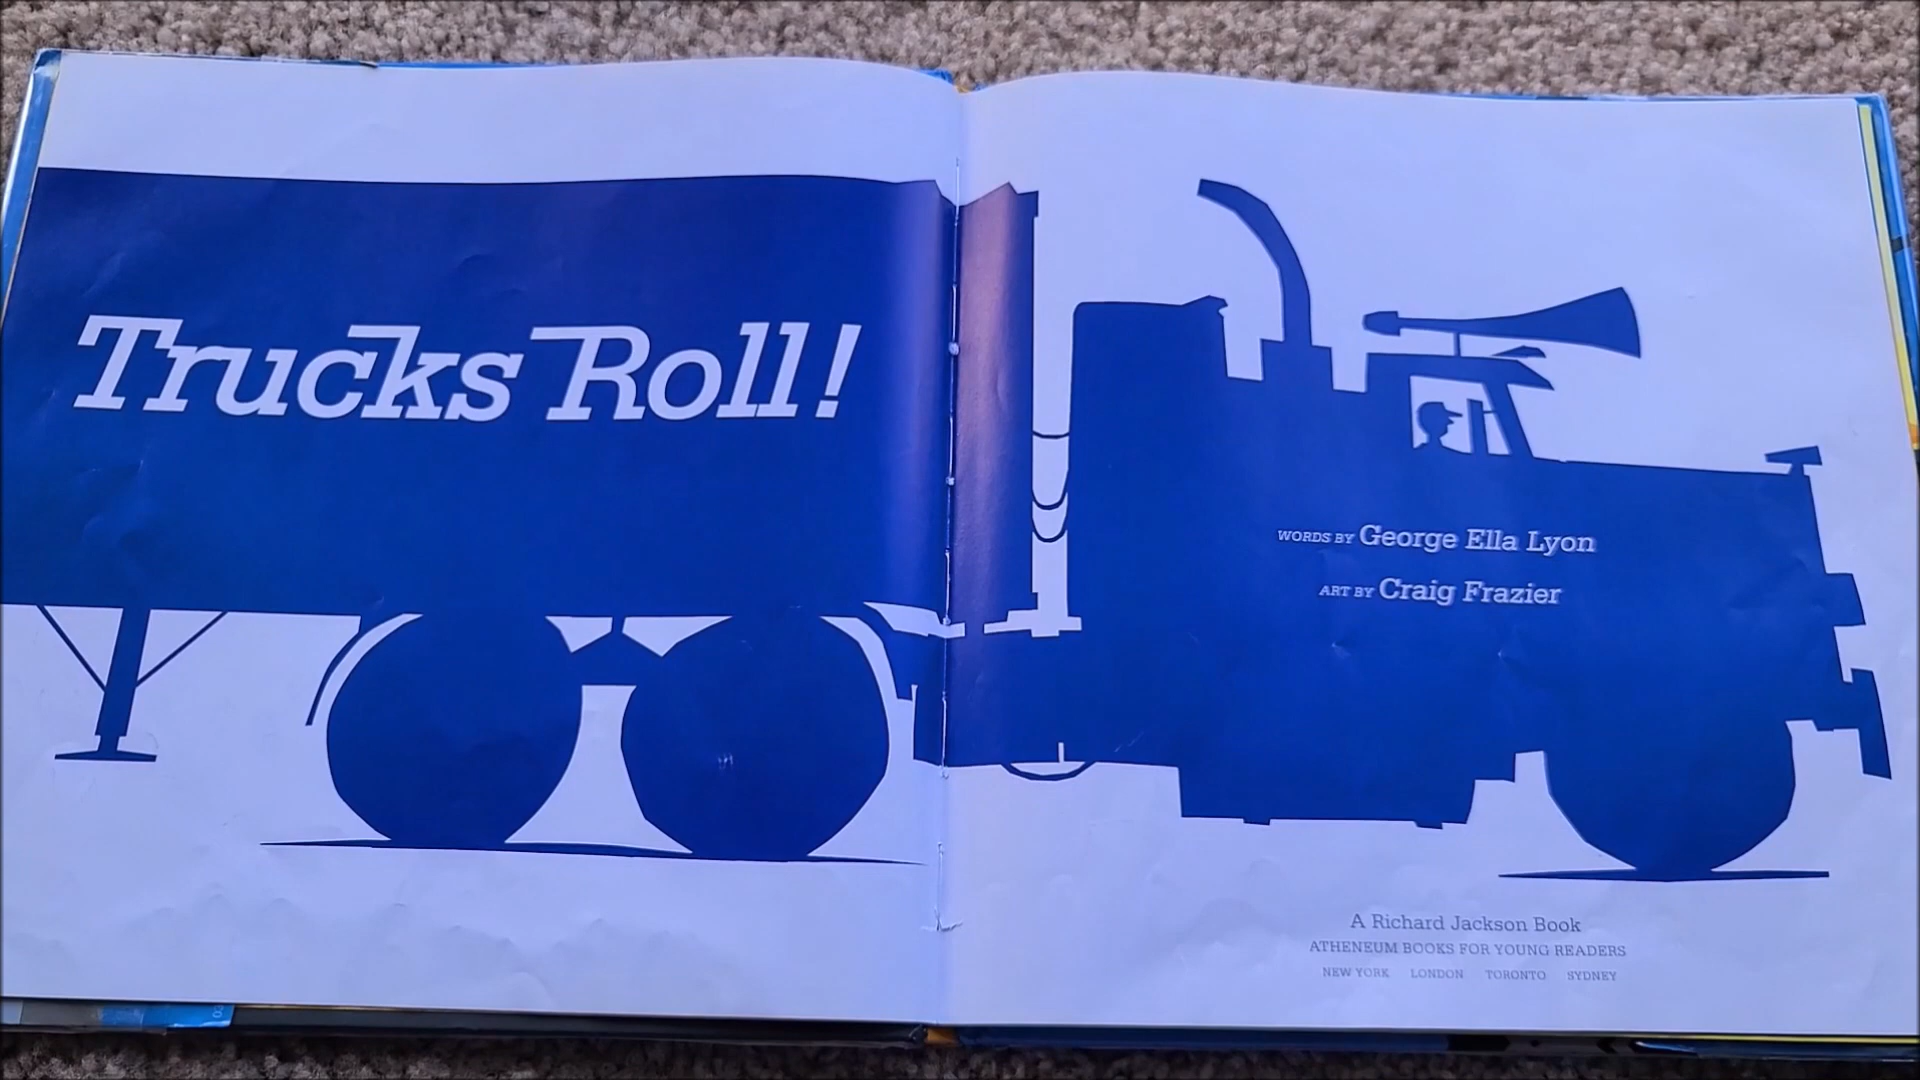 Trucks Roll!
WORDS BY George Ella Lyon
ART BY Craig Frazier
A Richard Jackson Book
ATHENEUM BOOKS FOR YOUNG READERS
NEW YORK LONDON TORONTO SYDNEY